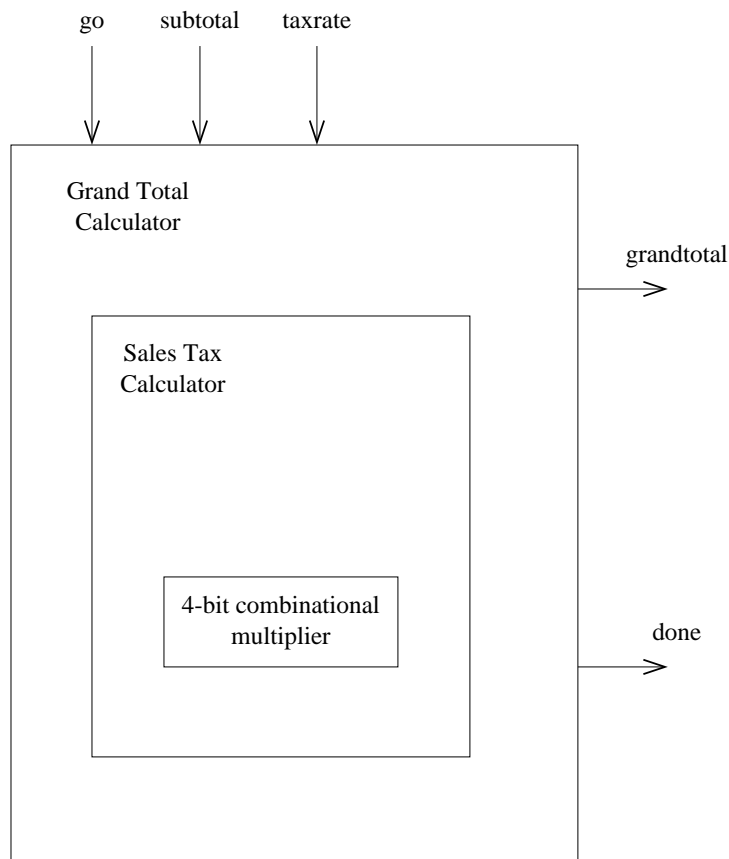 go
subtotal
taxrate
Grand Total
Calculator
grandtotal
Sales Tax
Calculator
4-bit combinational
multiplier
done